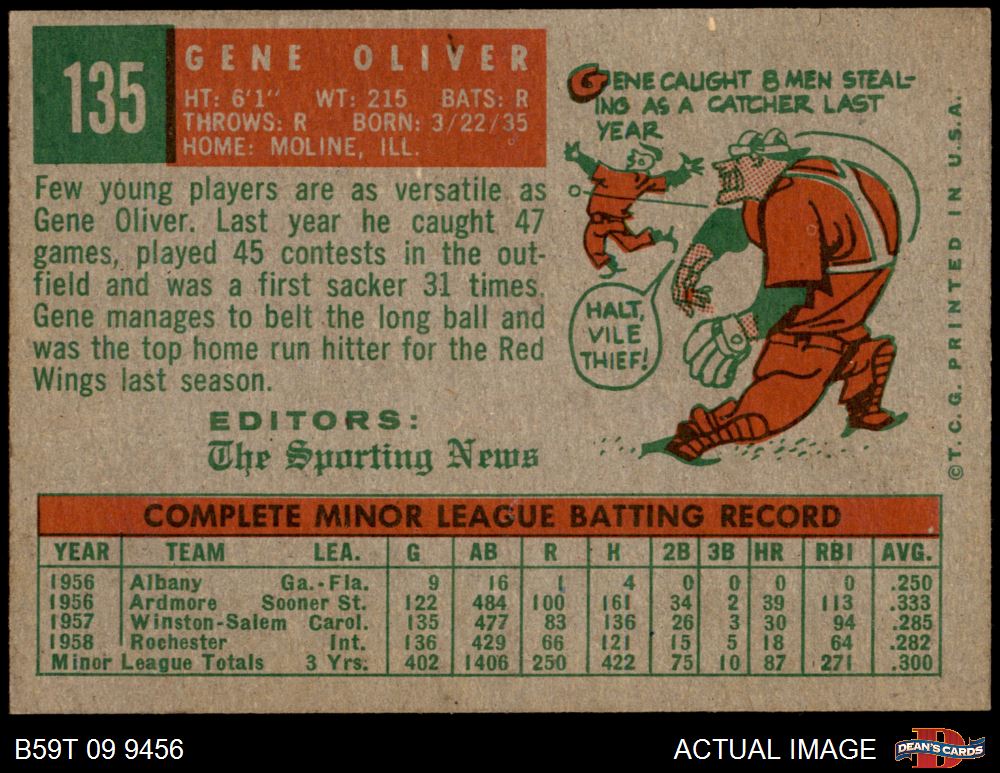 135
GENE OLIVER
HT: 6'1" WT: 215 BATS: R
THROWS: R BORN: 3/22/35
HOME: MOLINE, ILL.
Few young players are as versatile as
Gene Oliver. Last year he caught 47
games, played 45 contests in the out-
field and was a first sacker 31 times.
Gene manages to belt the long ball and
was the top home run hitter for the Red
Wings last season.
EDITORS:
The Sporting News
GENE CAUGHT 8 MEN STEAL-
ING AS A CATCHER LAST
YEAR
HALT,
VILE
THIEF!
©T.C.G. PRINTED IN U.S.A.
COMPLETE MINOR LEAGUE BATTING RECORD
YEAR TEAM LEA. G AB R H 2B 3B HR RBI AVG.
1956 Albany Ga.-Fla. 9 16 1 4 0 0 0 0 .250
1956 Ardmore Sooner St. 122 484 100 161 34 2 39 113 .333
1957 Winston-Salem Carol. 135 477 83 136 26 3 30 94 .285
1958 Rochester Int. 136 429 66 121 15 5 18 64 .282
Minor League Totals 3 Yrs. 402 1406 250 422 75 10 87 271 .300
B59T 09 9456
ACTUAL IMAGE
DEAN'S CARDS